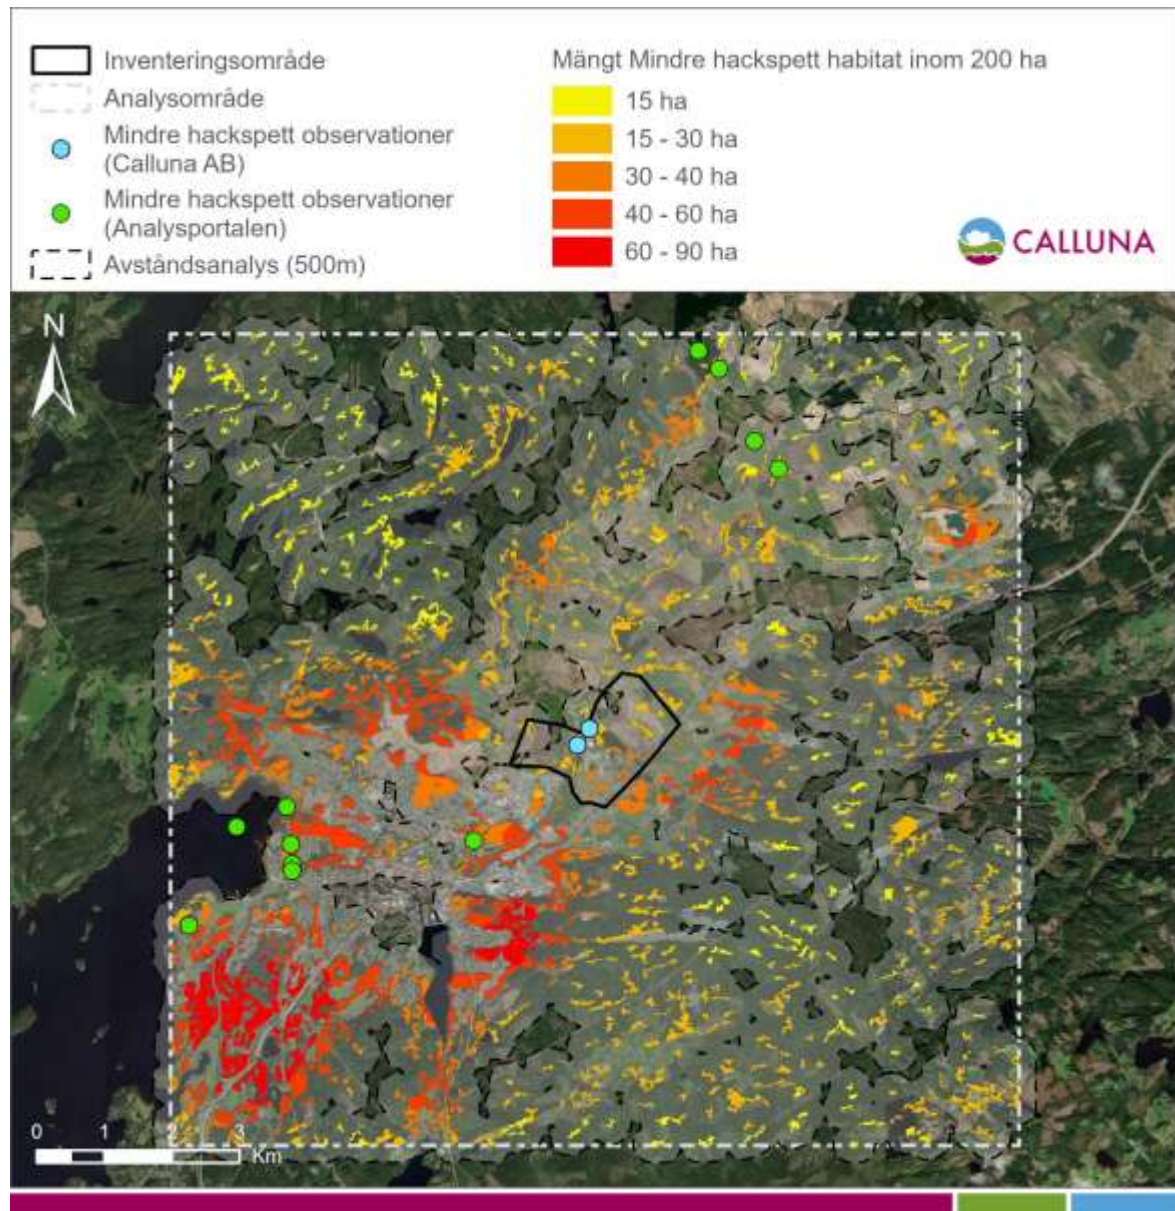 Inventeringsområde
Analysområde
Mindre hackspett observationer
(Calluna AB)
Mindre hackspett observationer
(Analysportalen)
Avståndsanalys (500m)
Mängt Mindre hackspett habitat inom 200 ha
15 ha
15 - 30 ha
30 - 40 ha
40 - 60 ha
60 - 90 ha
CALLUNA
N
0 1 2 3
Km